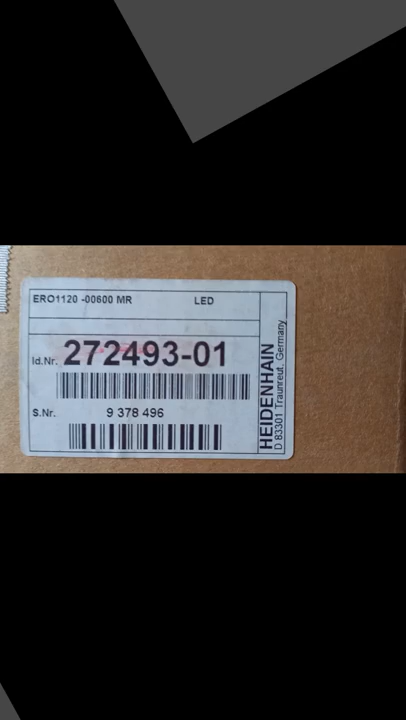 ERO1120 -00600 MR LED
Id.Nr. 272493-01
S.Nr. 9 378 496
HEIDENHAIN
D 83301 Traunreut, Germany